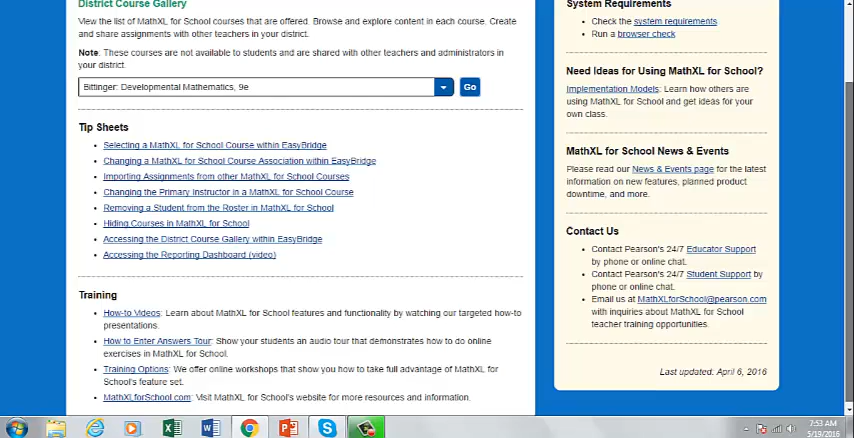 District Course Gallery
View the list of MathXL for School courses that are offered. Browse and explore content in each course. Create
and share assignments with other teachers in your district.
Note: These courses are not available to students and are shared with other teachers and administrators in
your district.
Bittinger: Developmental Mathematics, 9e
Go
Tip Sheets
Selecting a MathXL for School Course within EasyBridge
Changing a MathXL for School Course Association within EasyBridge
Importing Assignments from other MathXL for School Courses
Changing the Primary Instructor in a MathXL for School Course
Removing a Student from the Roster in MathXL for School
Hiding Courses in MathXL for School
Accessing the District Course Gallery within EasyBridge
Accessing the Reporting Dashboard (video)
Training
How-to Videos: Learn about MathXL for School features and functionality by watching our targeted how-to
presentations.
How to Enter Answers Tour: Show your students an audio tour that demonstrates how to do online
exercises in MathXL for School.
Training Options: We offer online workshops that show you how to take full advantage of MathXL for
School's feature set.
MathXLforSchool.com: Visit MathXL for School's website for more resources and information.
System Requirements
Check the system requirements
Run a browser check
Need Ideas for Using MathXL for School?
Implementation Models: Learn how others are
using MathXL for School and get ideas for your
own class.
MathXL for School News & Events
Please read our News & Events page for the latest
information on new features, planned product
downtime, and more.
Contact Us
Contact Pearson's 24/7 Educator Support
by phone or online chat.
Contact Pearson's 24/7 Student Support by
phone or online chat.
Email us at MathXLforSchool@pearson.com
with inquiries about MathXL for School
teacher training opportunities.
Last updated: April 6, 2016
7:53 AM
5/19/2016